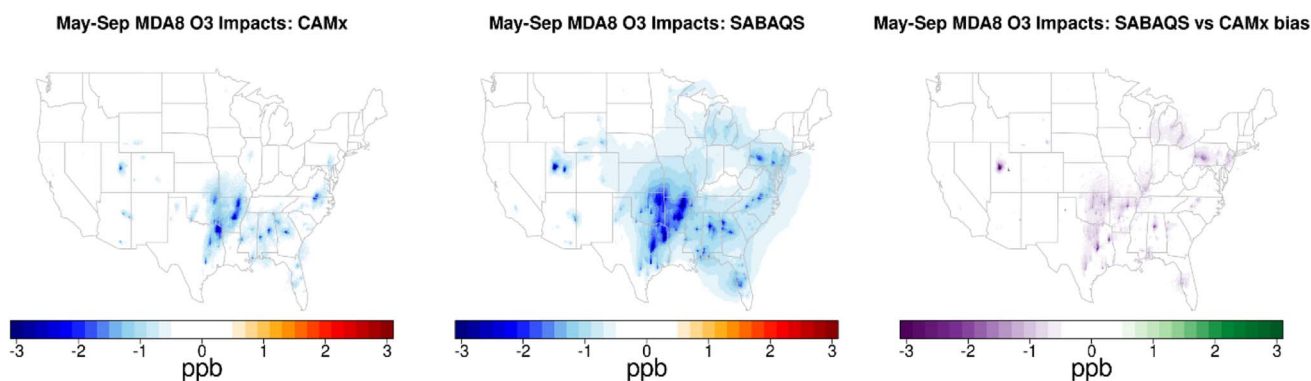 May-Sep MDA8 O3 Impacts: CAMx
-3 -2 -1 0 1 2 3
ppb
May-Sep MDA8 O3 Impacts: SABAQS
-3 -2 -1 0 1 2 3
ppb
May-Sep MDA8 O3 Impacts: SABAQS vs CAMx bias
-3 -2 -1 0 1 2 3
ppb